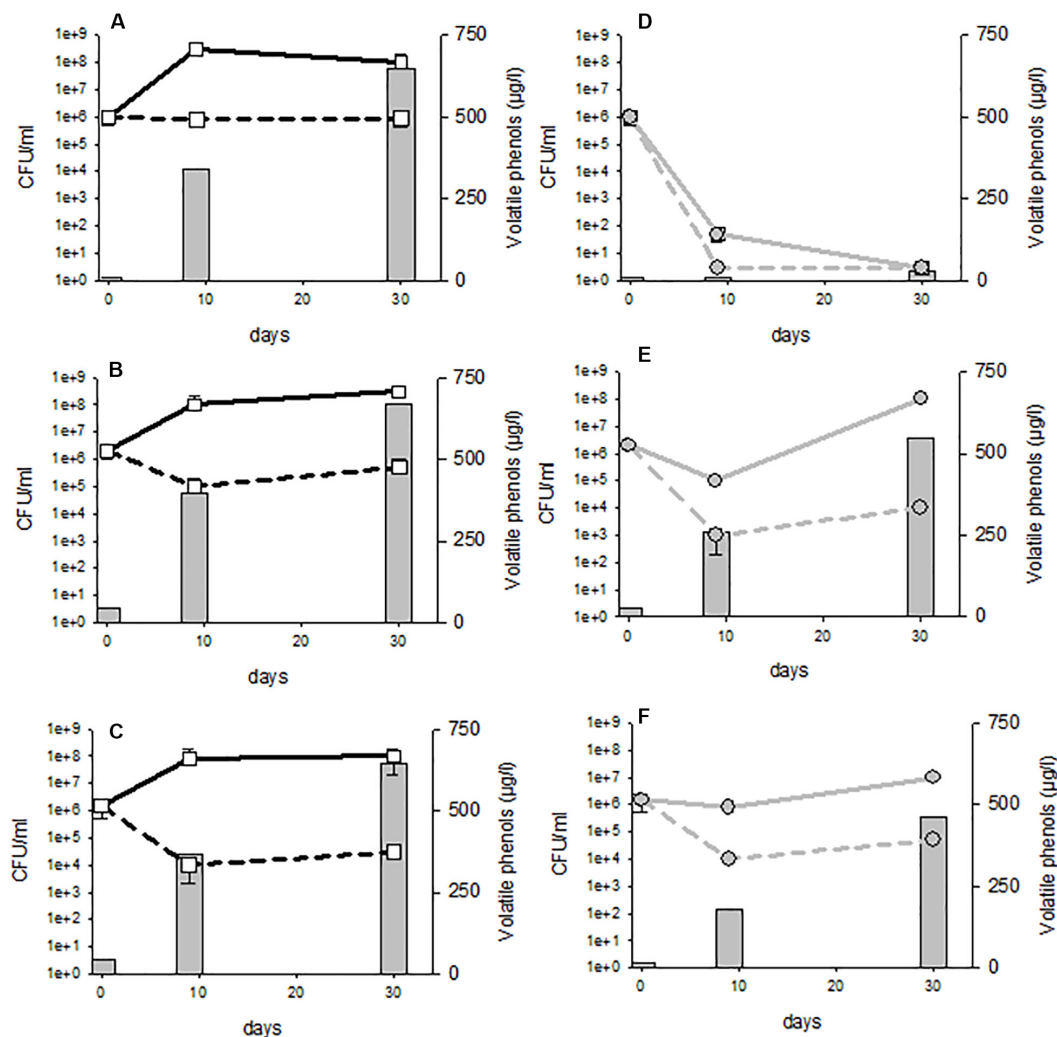 A
1e+9
1e+8
1e+7
1e+6
1e+5
1e+4
1e+3
1e+2
1e+1
1e+0
CFU/ml
750
500
250
0
Volatile phenols (µg/l)
0 10 20 30
days
D
1e+9
1e+8
1e+7
1e+6
1e+5
1e+4
1e+3
1e+2
1e+1
1e+0
CFU/ml
750
500
250
0
Volatile phenols (µg/l)
0 10 20 30
days
B
1e+9
1e+8
1e+7
1e+6
1e+5
1e+4
1e+3
1e+2
1e+1
1e+0
CFU/ml
750
500
250
0
Volatile phenols (µg/l)
0 10 20 30
days
E
1e+9
1e+8
1e+7
1e+6
1e+5
1e+4
1e+3
1e+2
1e+1
1e+0
CFU/ml
750
500
250
0
Volatile phenols (µg/l)
0 10 20 30
days
C
1e+9
1e+8
1e+7
1e+6
1e+5
1e+4
1e+3
1e+2
1e+1
1e+0
CFU/ml
750
500
250
0
Volatile phenols (µg/l)
0 10 20 30
days
F
1e+9
1e+8
1e+7
1e+6
1e+5
1e+4
1e+3
1e+2
1e+1
1e+0
CFU/ml
750
500
250
0
Volatile phenols (µg/l)
0 10 20 30
days